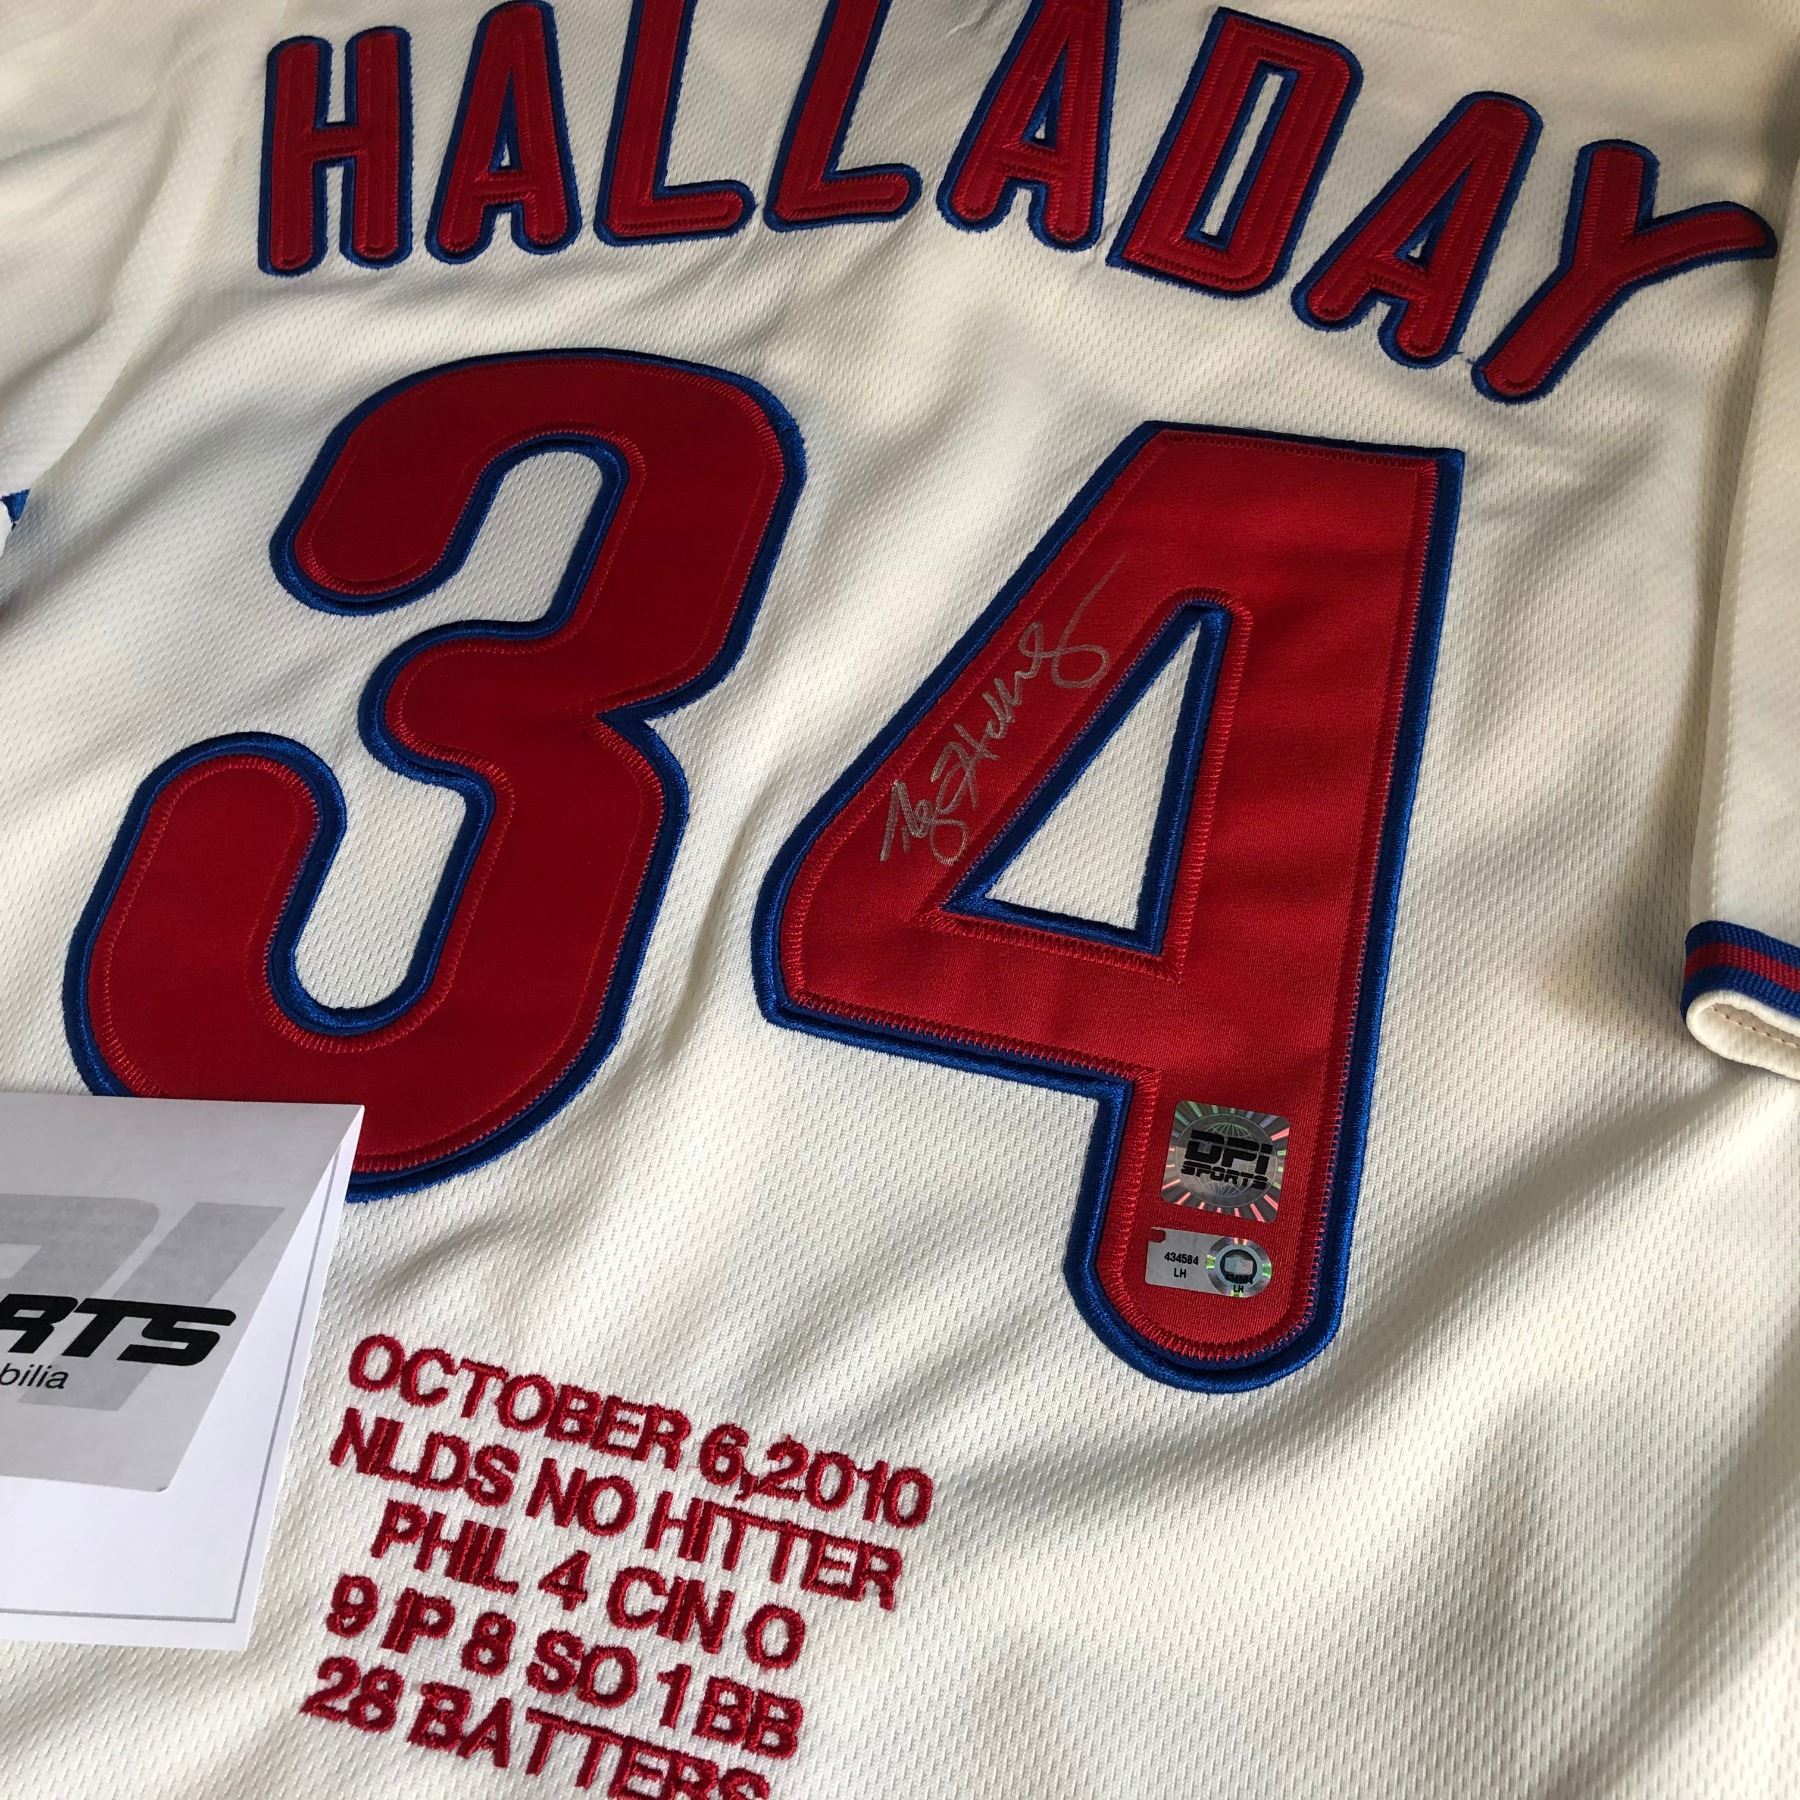 HALLADAY
34
DPI
SPORTS
434584
LH
LH
RTS
bilia
OCTOBER 6,2010
NLDS NO HITTER
PHIL 4 CIN 0
9 IP 8 SO 1 BB
28 BATTERS